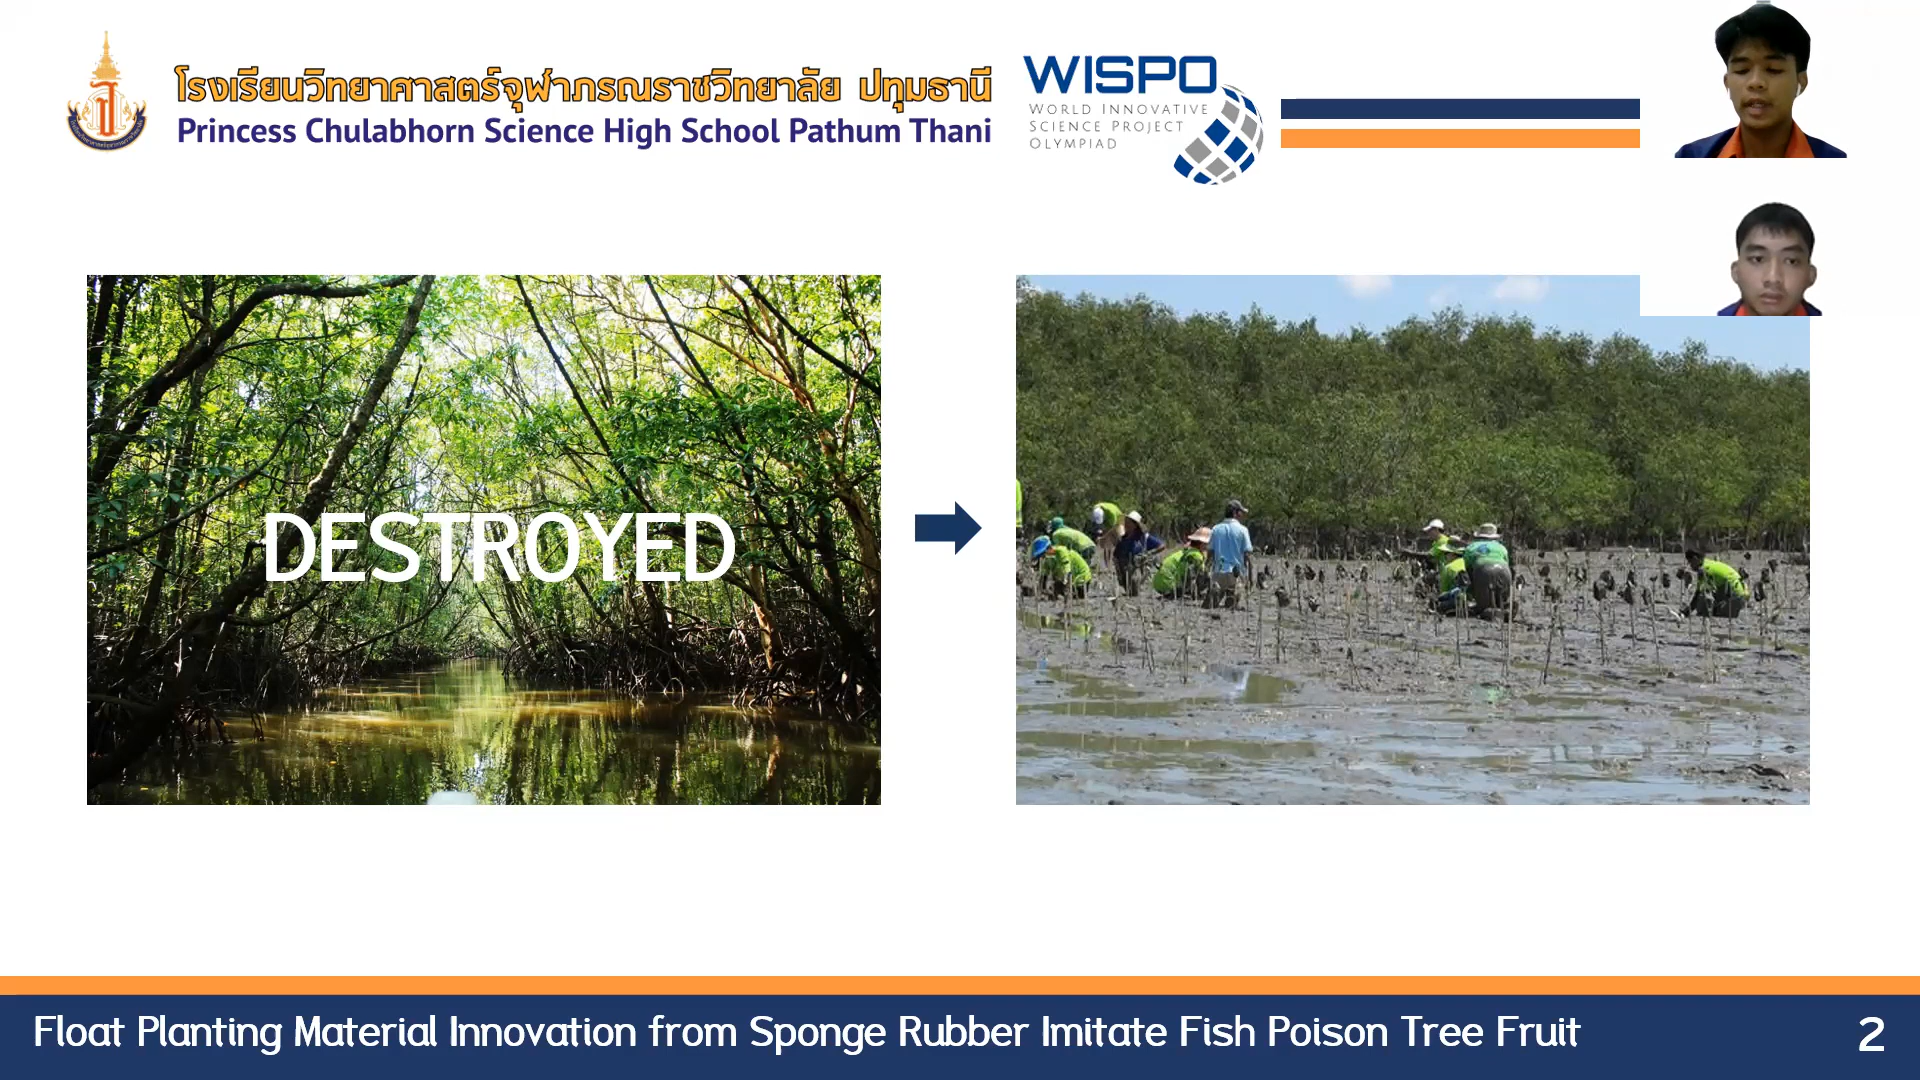 โรงเรียนวิทยาศาสตร์จุฬาภรณราชวิทยาลัย ปทุมธานี
Princess Chulabhorn Science High School Pathum Thani
WISPO
WORLD INNOVATIVE
SCIENCE PROJECT
OLYMPIAD
DESTROYED
Float Planting Material Innovation from Sponge Rubber Imitate Fish Poison Tree Fruit
2